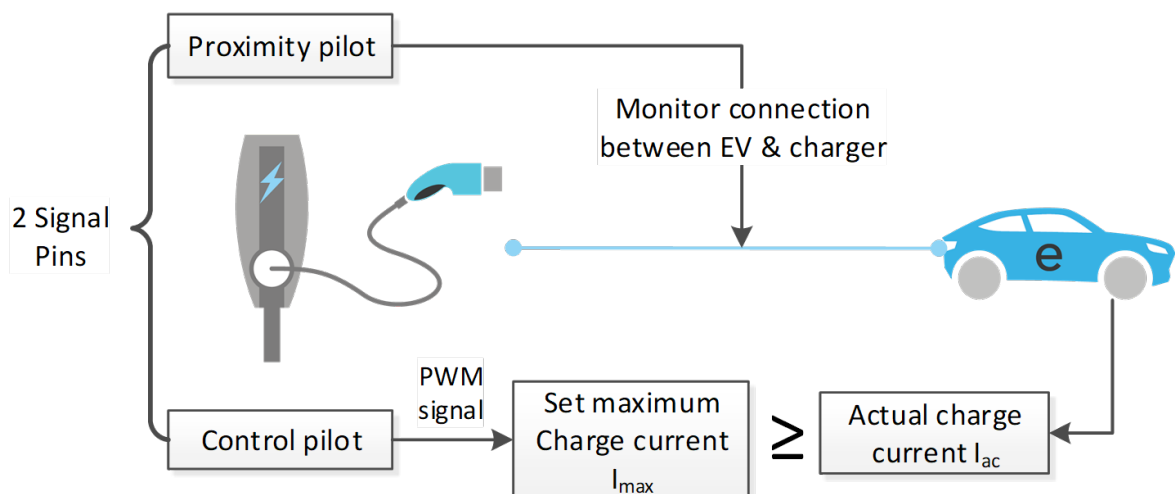 Proximity pilot
Monitor connection
between EV & charger
2 Signal
Pins
e
PWM
signal
Control pilot
Set maximum
Charge current
Imax
≥
Actual charge
current Iac